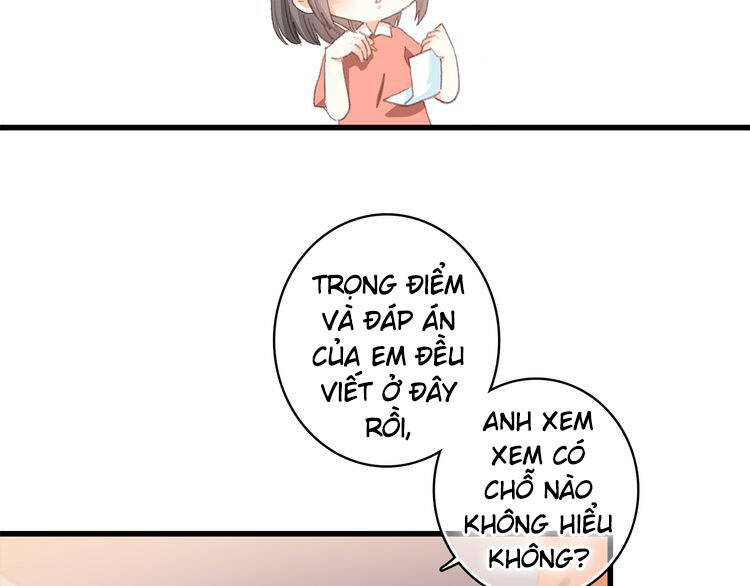 TRỌNG ĐIỂM
VÀ ĐÁP ÁN
CỦA EM ĐỀU
VIẾT Ở ĐÂY
RỒI,
ANH XEM
XEM CÓ
CHỖ NÀO
KHÔNG HIỂU
KHÔNG?